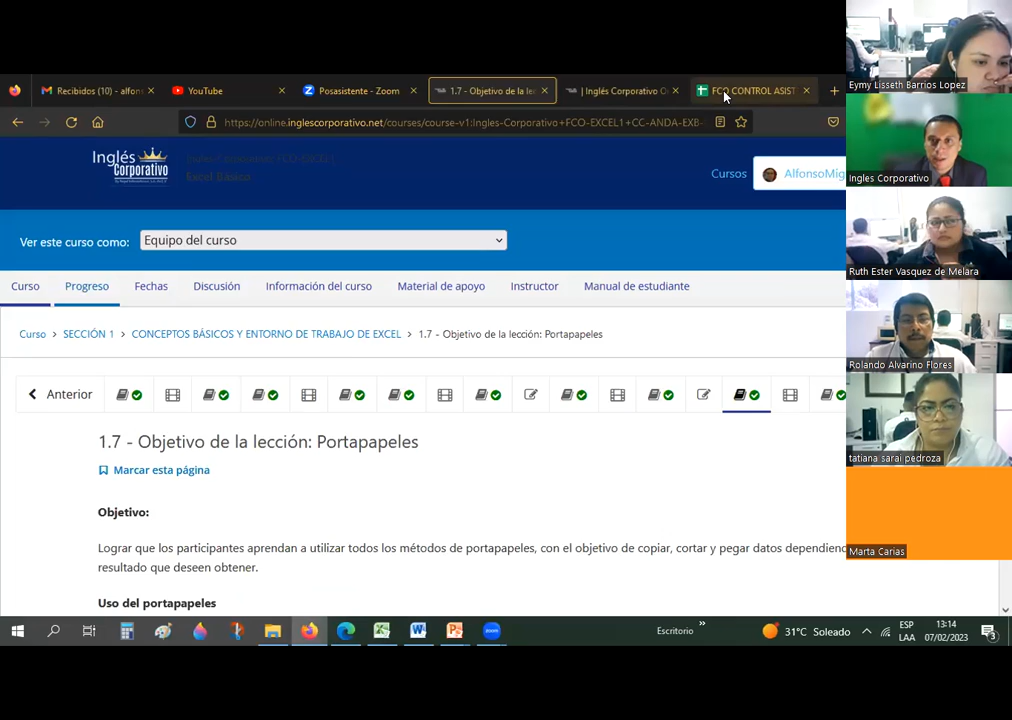 Recibidos (10) - alfons
YouTube
Posasistente - Zoom
1.7 - Objetivo de la lec
| Inglés Corporativo O
FCO CONTROL ASIST
https://online.inglescorporativo.net/courses/course-v1:Ingles-Corporativo+FCO-EXCEL1+CC-ANDA-EXB-
Inglés
Corporativo
Excel Básico
Cursos
AlfonsoMig
Ver este curso como:
Equipo del curso
Curso
Progreso
Fechas
Discusión
Información del curso
Material de apoyo
Instructor
Manual de estudiante
Curso > SECCIÓN 1 > CONCEPTOS BÁSICOS Y ENTORNO DE TRABAJO DE EXCEL > 1.7 - Objetivo de la lección: Portapapeles
Anterior
1.7 - Objetivo de la lección: Portapapeles
Marcar esta página
Objetivo:
Lograr que los participantes aprendan a utilizar todos los métodos de portapapeles, con el objetivo de copiar, cortar y pegar datos dependiend
resultado que deseen obtener.
Uso del portapapeles
Eymy Lisseth Barrios Lopez
Ingles Corporativo
Ruth Ester Vasquez de Melara
Rolando Alvarino Flores
tatiana sarai pedroza
Marta Carias
Escritorio
31°C Soleado
ESP
LAA
13:14
07/02/2023
3